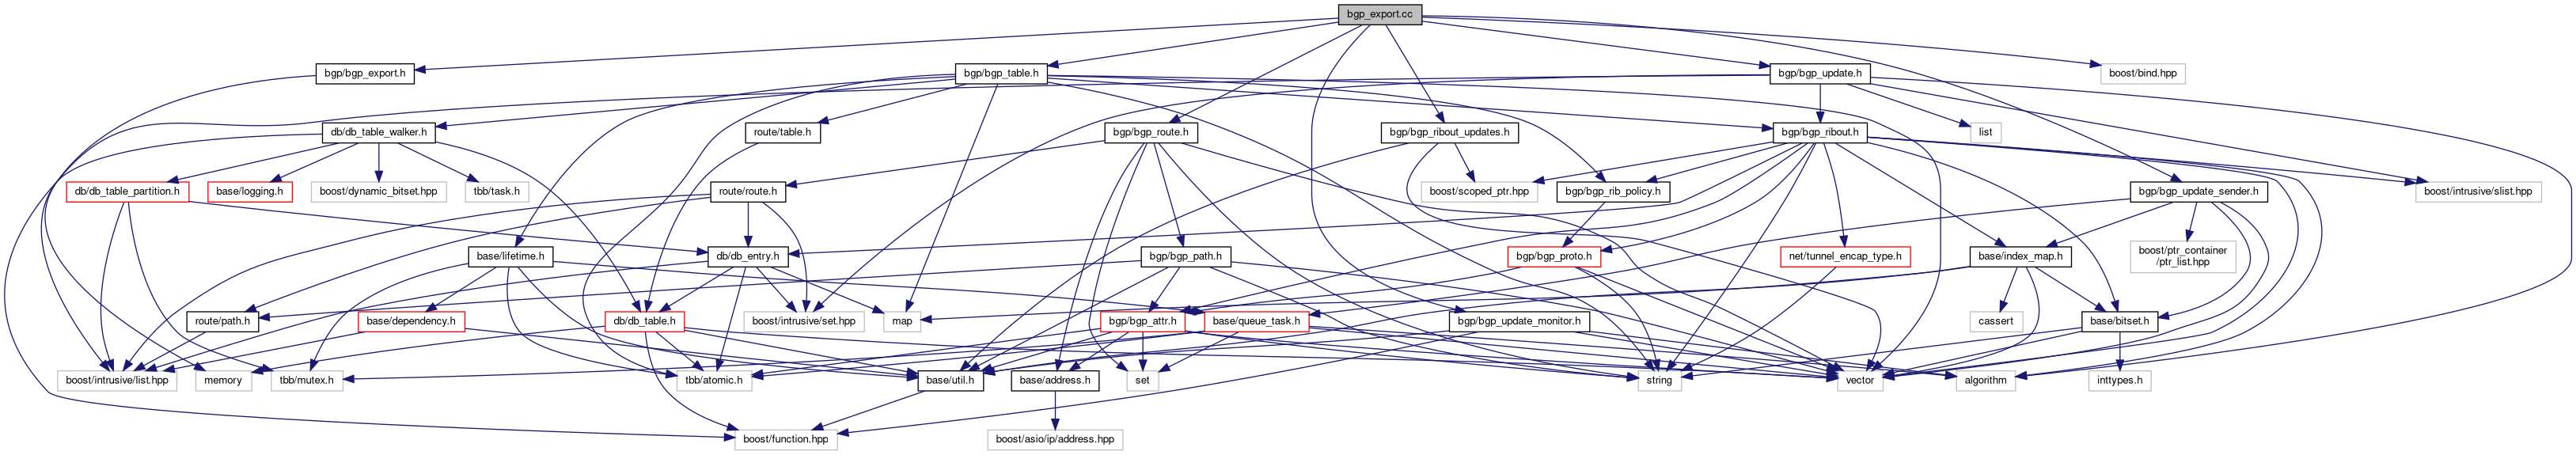 bgp_export.cc
bgp/bgp_export.h
bgp/bgp_table.h
bgp/bgp_update.h
boost/bind.hpp
db/db_table_walker.h
route/table.h
bgp/bgp_route.h
bgp/bgp_ribout_updates.h
bgp/bgp_ribout.h
list
db/db_table_partition.h
base/logging.h
boost/dynamic_bitset.hpp
tbb/task.h
route/route.h
boost/scoped_ptr.hpp
bgp/bgp_rib_policy.h
bgp/bgp_update_sender.h
boost/intrusive/slist.hpp
base/lifetime.h
db/db_entry.h
bgp/bgp_path.h
bgp/bgp_proto.h
net/tunnel_encap_type.h
base/index_map.h
boost/ptr_container
/ptr_list.hpp
route/path.h
base/dependency.h
db/db_table.h
boost/intrusive/set.hpp
map
bgp/bgp_attr.h
base/queue_task.h
bgp/bgp_update_monitor.h
cassert
base/bitset.h
boost/intrusive/list.hpp
memory
tbb/mutex.h
tbb/atomic.h
base/util.h
base/address.h
set
string
vector
algorithm
inttypes.h
boost/function.hpp
boost/asio/ip/address.hpp